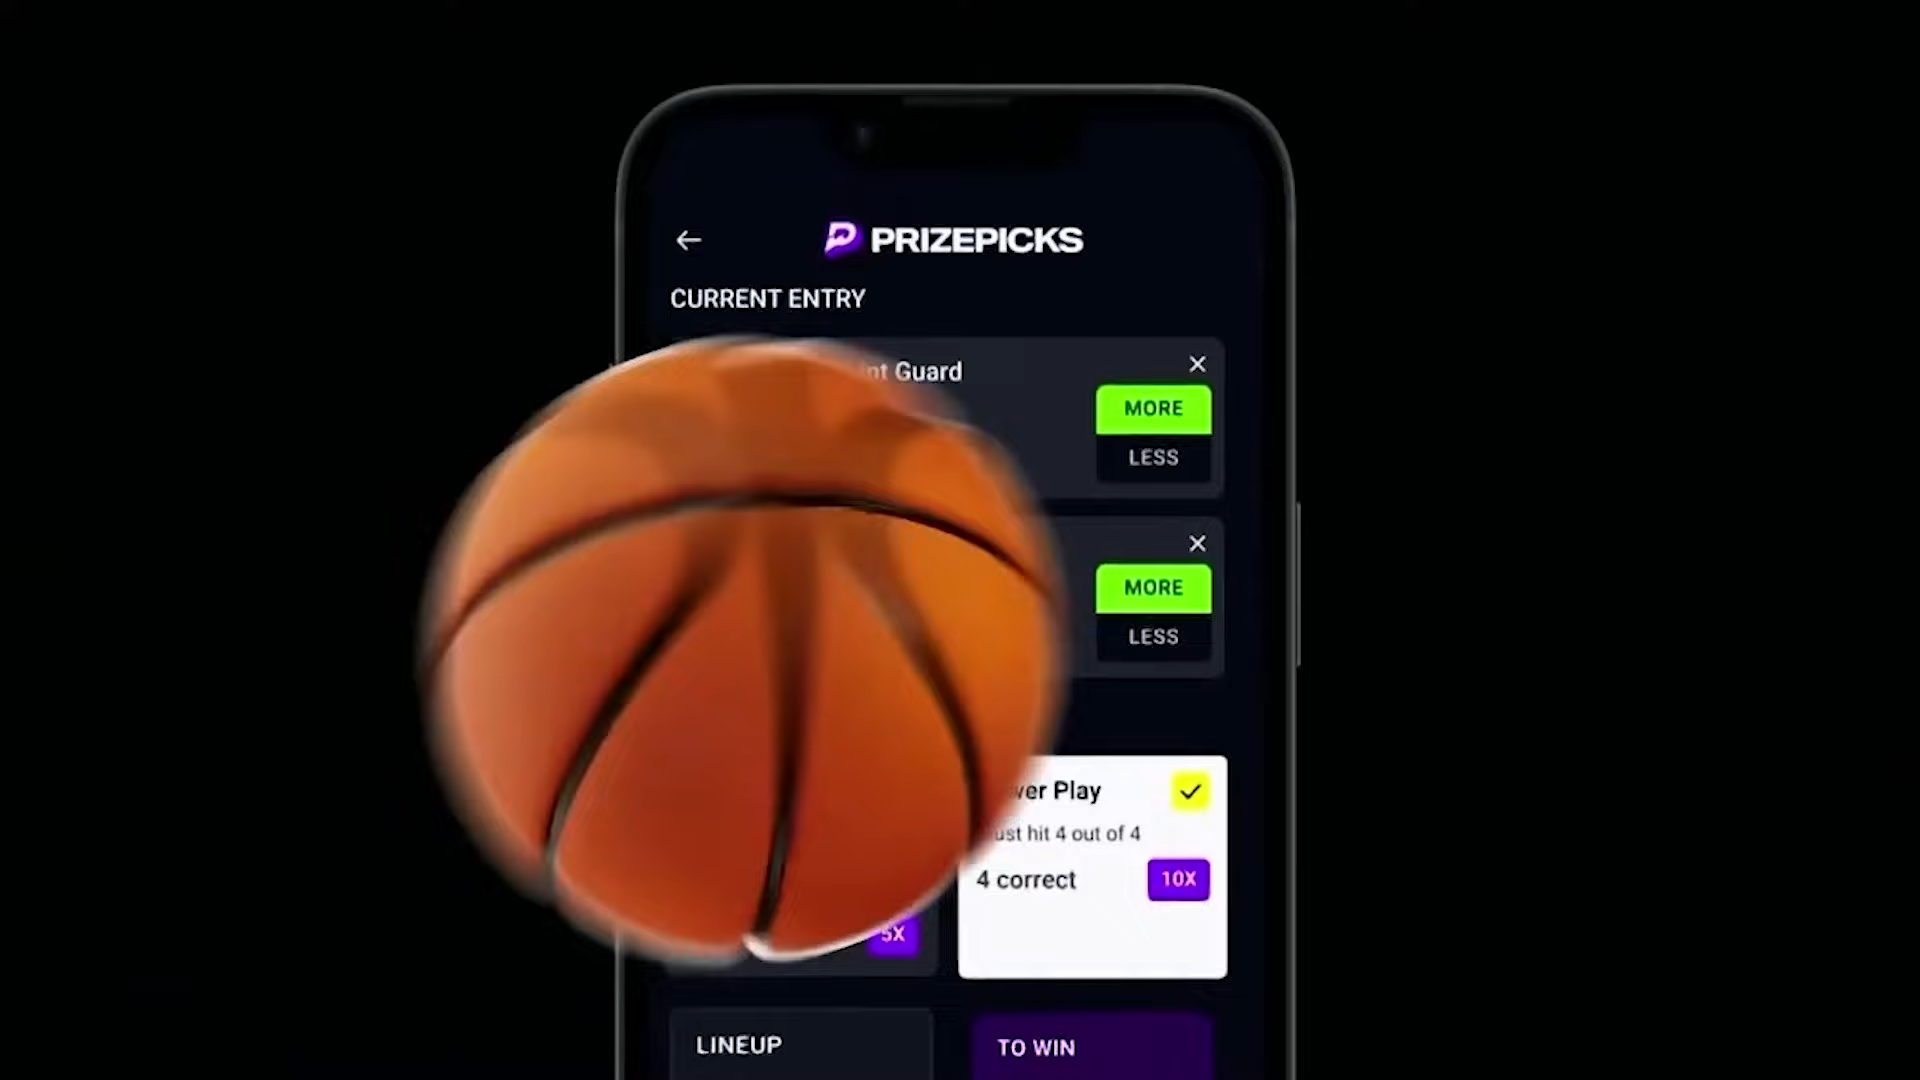 PRIZEPICKS
CURRENT ENTRY
Guard
MORE
LESS
MORE
LESS
Play
hit 4 out of 4
4 correct
10X
5X
LINEUP
TO WIN